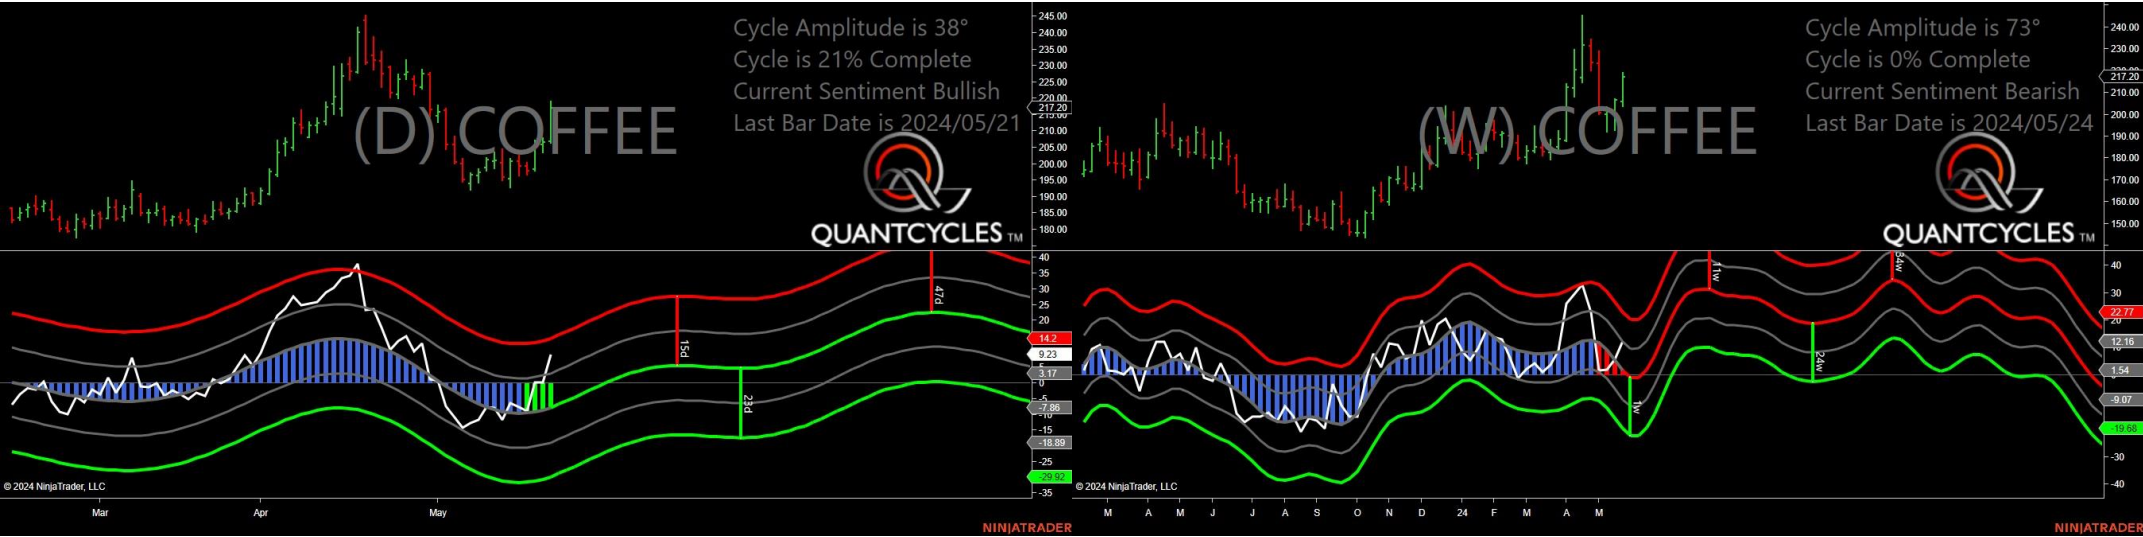 Cycle Amplitude is 38°
Cycle is 21% Complete
Current Sentiment Bullish
Last Bar Date is 2024/05/21
(D) COFFEE
QUANTCYCLES TM
245.00
240.00
235.00
230.00
225.00
220.00
217.20
215.00
210.00
205.00
200.00
195.00
190.00
185.00
180.00
40
35
30
25
20
14.2
9.23
3.17
0
-5
-7.86
-10
-15
-18.89
-25
-29.92
-35
15d
23d
47d
© 2024 NinjaTrader, LLC
Mar Apr May
NINJATRADER
Cycle Amplitude is 73°
Cycle is 0% Complete
Current Sentiment Bearish
Last Bar Date is 2024/05/24
(W) COFFEE
QUANTCYCLES TM
240.00
230.00
217.20
210.00
200.00
190.00
180.00
170.00
160.00
150.00
40
30
22.77
20
12.16
1.54
-9.07
-19.68
-30
-40
1w
11w
24w
34w
© 2024 NinjaTrader, LLC
M A M J J A S O N D 24 F M A M
NINJATRADER